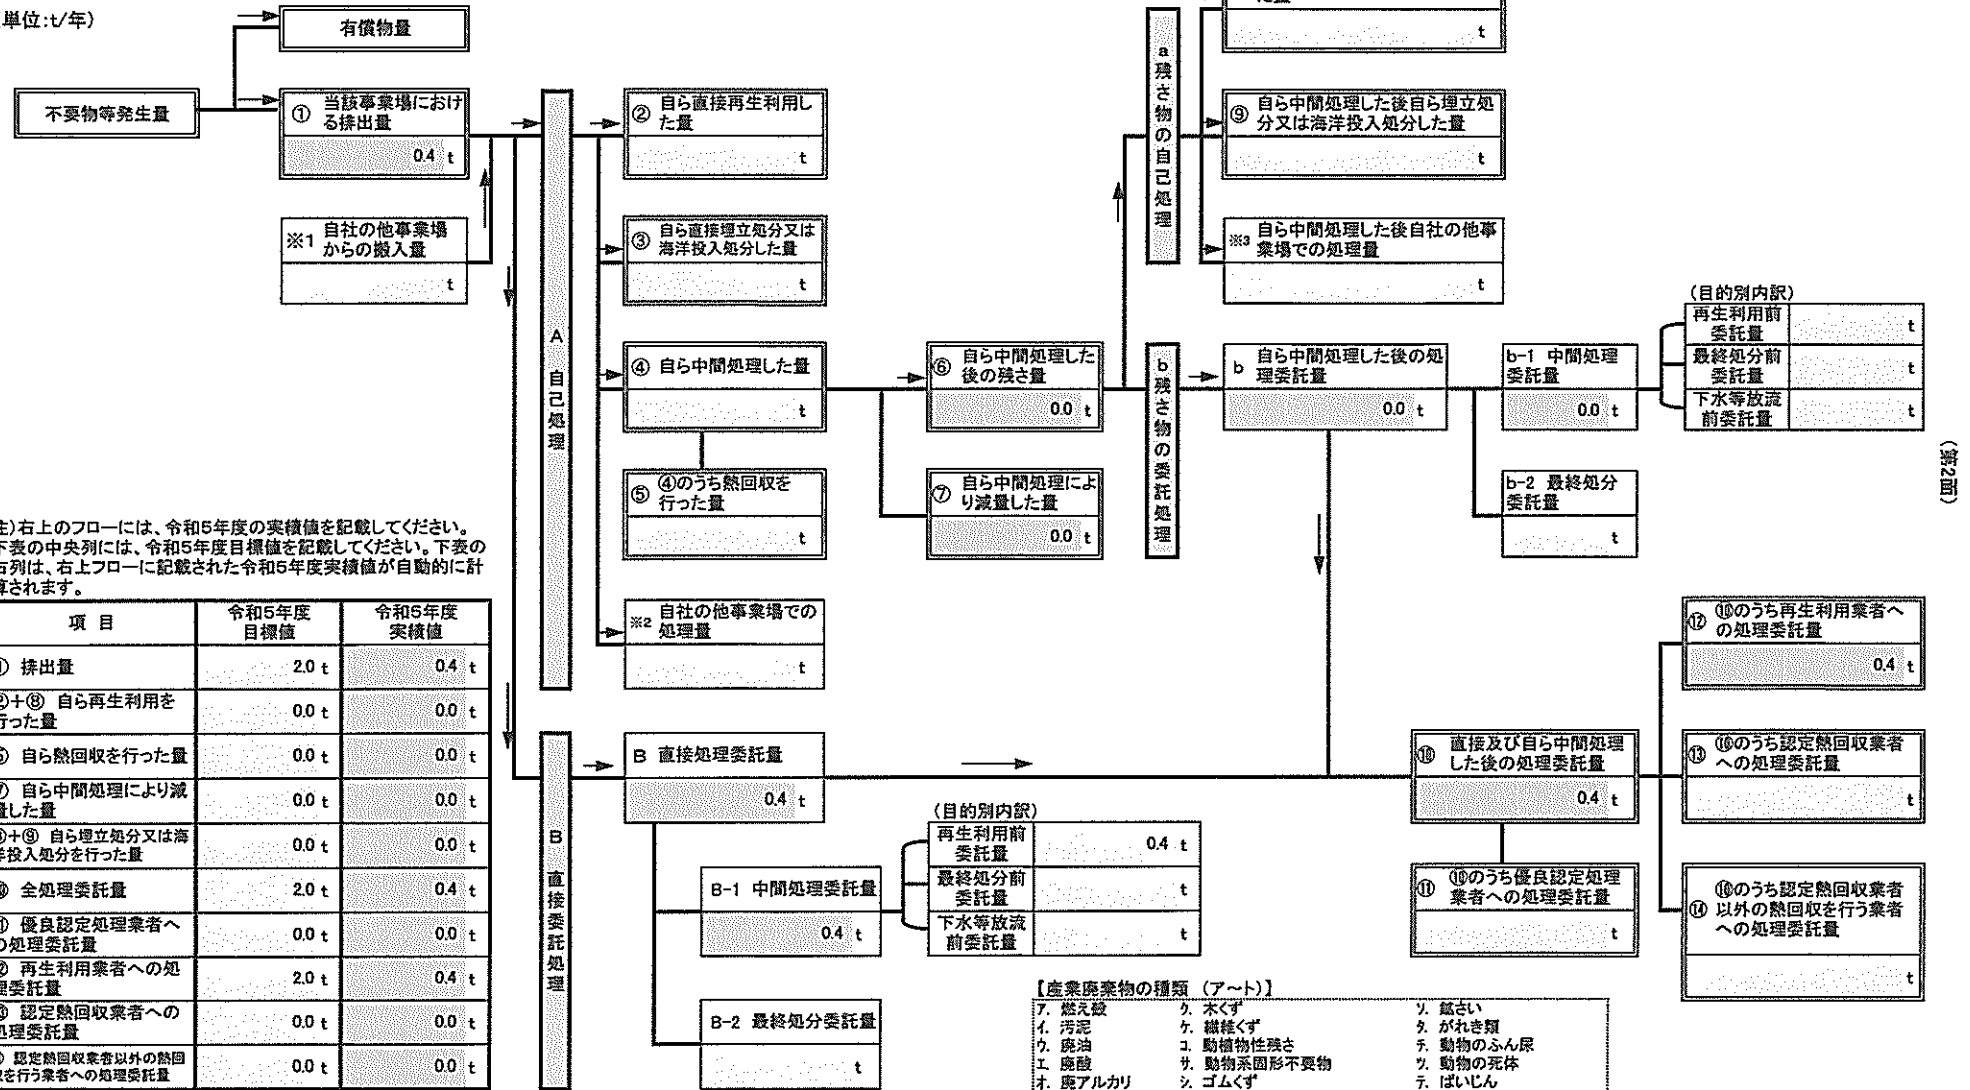 単位:t/年)
有償物量
不要物等発生量
① 当該事業場におけ
る排出量
0.4 t
※1 自社の他事業場
からの搬入量
t
A 自己処理
② 自ら直接再生利用し
た量
t
③ 自ら直接埋立処分又は
海洋投入処分した量
t
④ 自ら中間処理した量
t
⑤ ④のうち熱回収を
行った量
t
※2 自社の他事業場での
処理量
t
⑥ 自ら中間処理した
後の残さ量
0.0 t
⑦ 自ら中間処理によ
り減量した量
0.0 t
a 残さ物の自己処理
t
⑨ 自ら中間処理した後自ら埋立処
分又は海洋投入処分した量
t
※3 自ら中間処理した後自社の他事
業場での処理量
t
b 残さ物の委託処理
b 自ら中間処理した後の処
理委託量
0.0 t
b-1 中間処理
委託量
0.0 t
(目的別内訳)
再生利用前
委託量 t
最終処分前
委託量 t
下水等放流
前委託量 t
b-2 最終処分
委託量
t
(第2面)
注)右上のフローには、令和5年度の実績値を記載してください。
下表の中央列には、令和5年度目標値を記載してください。下表の
右列は、右上フローに記載された令和5年度実績値が自動的に計
算されます。
項 目 令和5年度目標値 令和5年度実績値
① 排出量 2.0 t 0.4 t
②+⑧ 自ら再生利用を
行った量 0.0 t 0.0 t
⑤ 自ら熱回収を行った量 0.0 t 0.0 t
⑦ 自ら中間処理により減
量した量 0.0 t 0.0 t
③+⑨ 自ら埋立処分又は海
洋投入処分を行った量 0.0 t 0.0 t
⑩ 全処理委託量 2.0 t 0.4 t
⑪ 優良認定処理業者へ
の処理委託量 0.0 t 0.0 t
⑫ 再生利用業者への処
理委託量 2.0 t 0.4 t
⑬ 認定熱回収業者への
処理委託量 0.0 t 0.0 t
⑭ 認定熱回収業者以外の熱回
収を行う業者への処理委託量 0.0 t 0.0 t
B 直接委託処理
B 直接処理委託量
0.4 t
B-1 中間処理委託量
0.4 t
(目的別内訳)
再生利用前
委託量 0.4 t
最終処分前
委託量 t
下水等放流
前委託量 t
B-2 最終処分委託量
t
⑩ 直接及び自ら中間処理
した後の処理委託量
0.4 t
⑪ ⑩のうち優良認定処理
業者への処理委託量
t
⑫ ⑩のうち再生利用業者へ
の処理委託量
0.4 t
⑬ ⑩のうち認定熱回収業者
への処理委託量
t
⑭ ⑩のうち認定熱回収業者
以外の熱回収を行う業者
への処理委託量
t
【産業廃棄物の種類 (ア~ト)】
ア. 燃え殻 ク. 木くず ソ. 鉱さい
イ. 汚泥 ケ. 繊維くず タ. がれき類
ウ. 廃油 コ. 動植物性残さ チ. 動物のふん尿
エ. 廃酸 サ. 動物系固形不要物 ツ. 動物の死体
オ. 廃アルカリ シ. ゴムくず テ. ばいじん